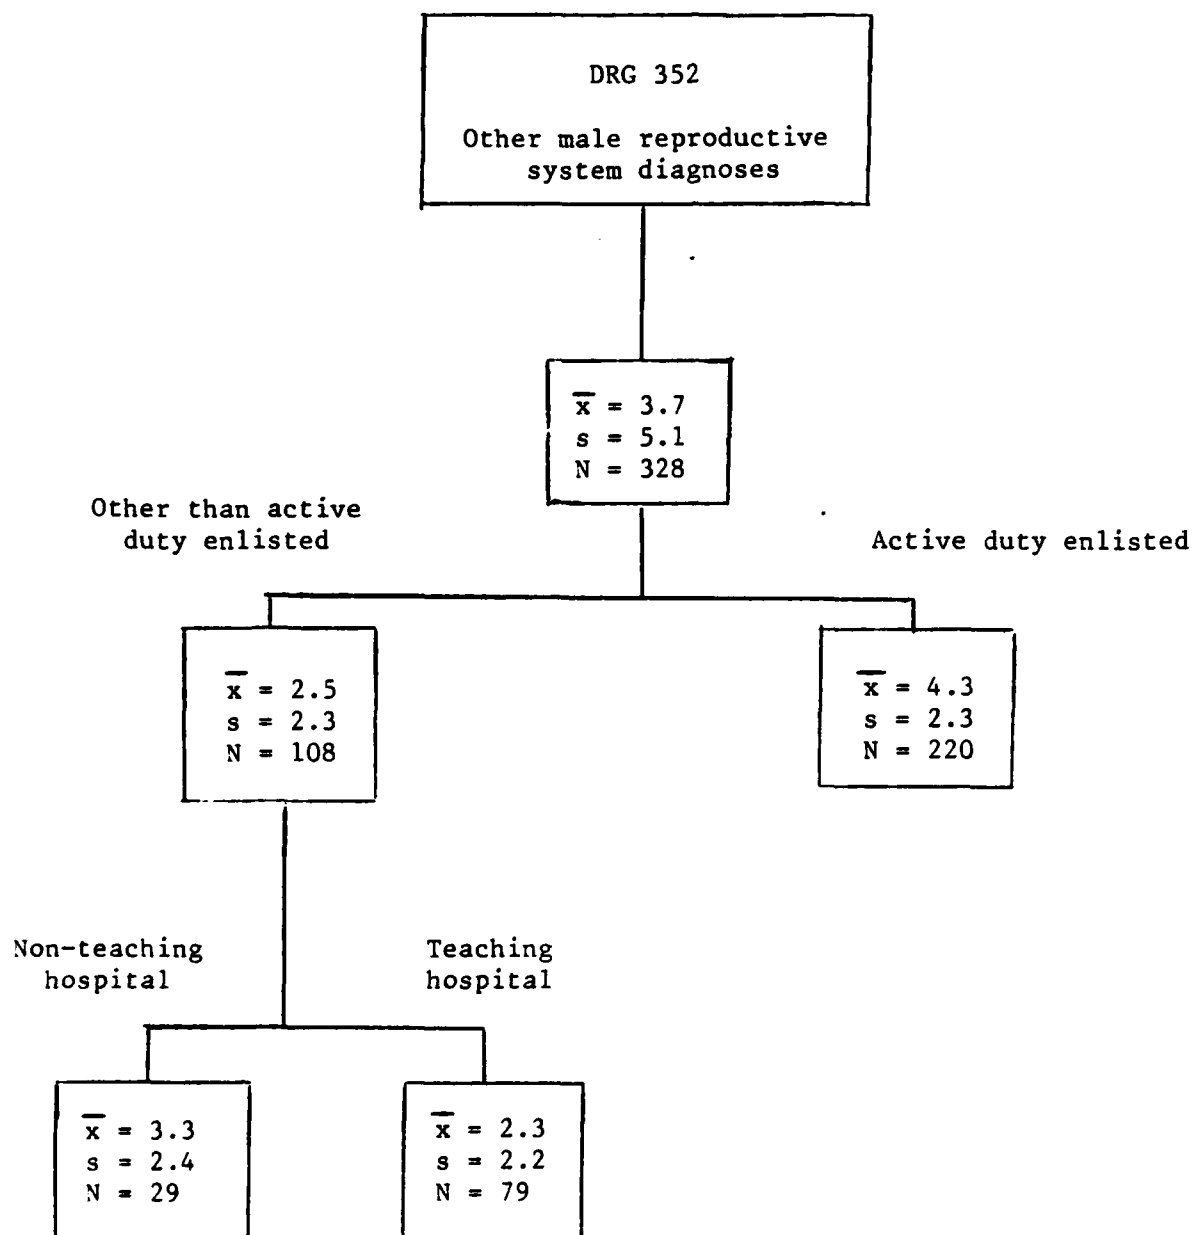 DRG 352
Other male reproductive
system diagnoses
x̄ = 3.7
s = 5.1
N = 328
Other than active
duty enlisted
Active duty enlisted
x̄ = 2.5
s = 2.3
N = 108
x̄ = 4.3
s = 2.3
N = 220
Non-teaching
hospital
Teaching
hospital
x̄ = 3.3
s = 2.4
N = 29
x̄ = 2.3
s = 2.2
N = 79